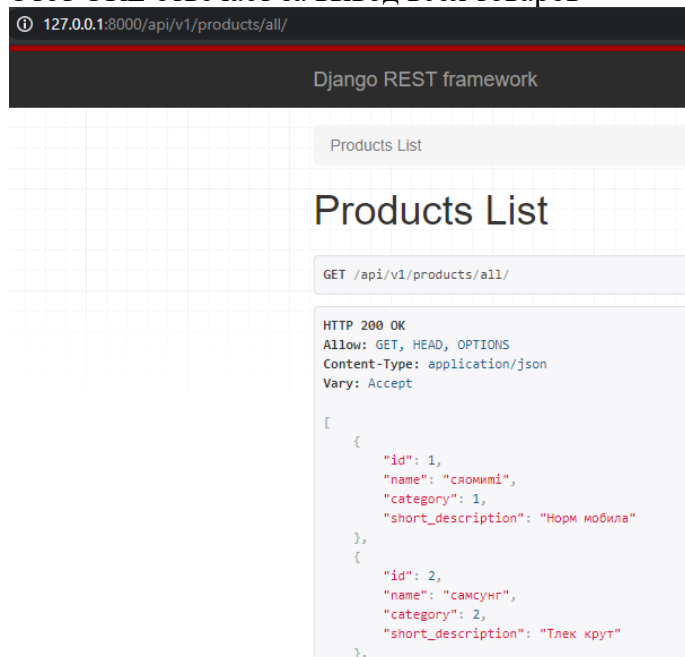 127.0.0.1:8000/api/v1/products/all/
Django REST framework
Products List
Products List
GET /api/v1/products/all/
HTTP 200 OK
Allow: GET, HEAD, OPTIONS
Content-Type: application/json
Vary: Accept
[
{
"id": 1,
"name": "сяомиmi",
"category": 1,
"short_description": "Норм мобила"
},
{
"id": 2,
"name": "самсунг",
"category": 2,
"short_description": "Тлек крут"
},